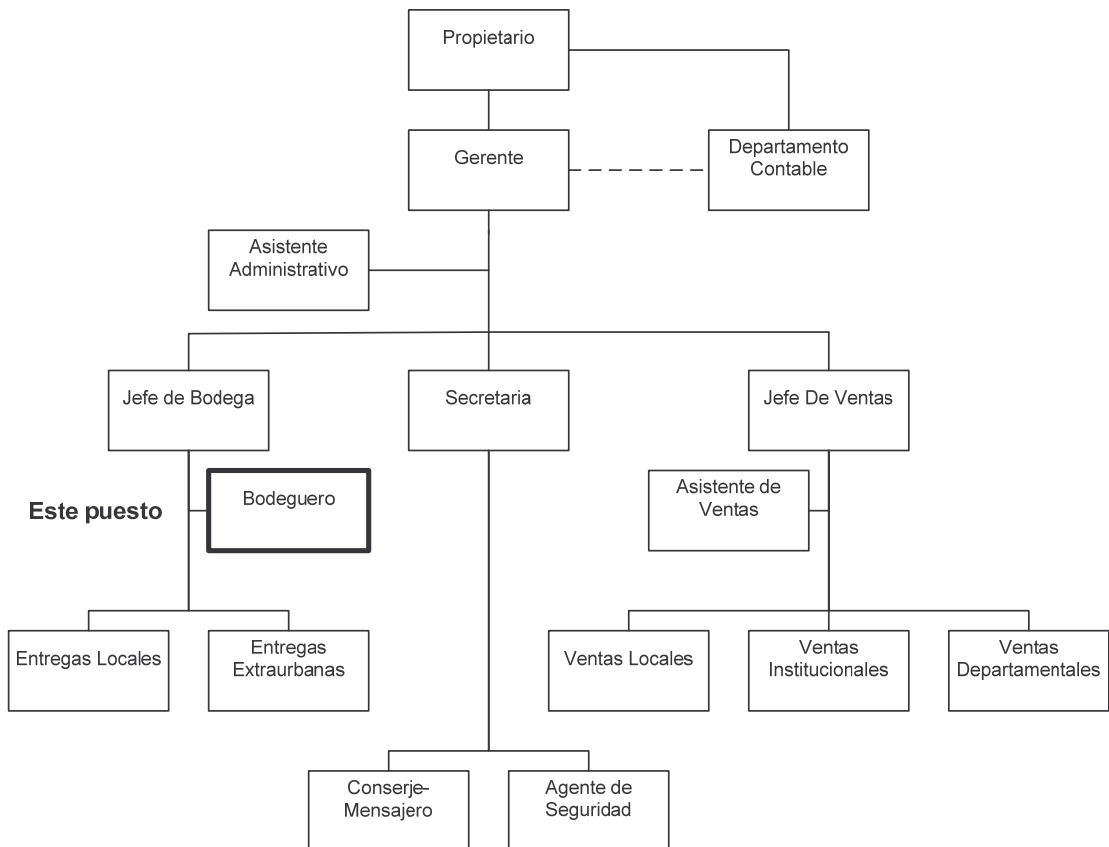 Propietario
Gerente
Departamento
Contable
Asistente
Administrativo
Jefe de Bodega
Secretaria
Jefe De Ventas
Este puesto
Bodeguero
Asistente de
Ventas
Entregas Locales
Entregas
Extraurbanas
Ventas Locales
Ventas
Institucionales
Ventas
Departamentales
Conserje-
Mensajero
Agente de
Seguridad